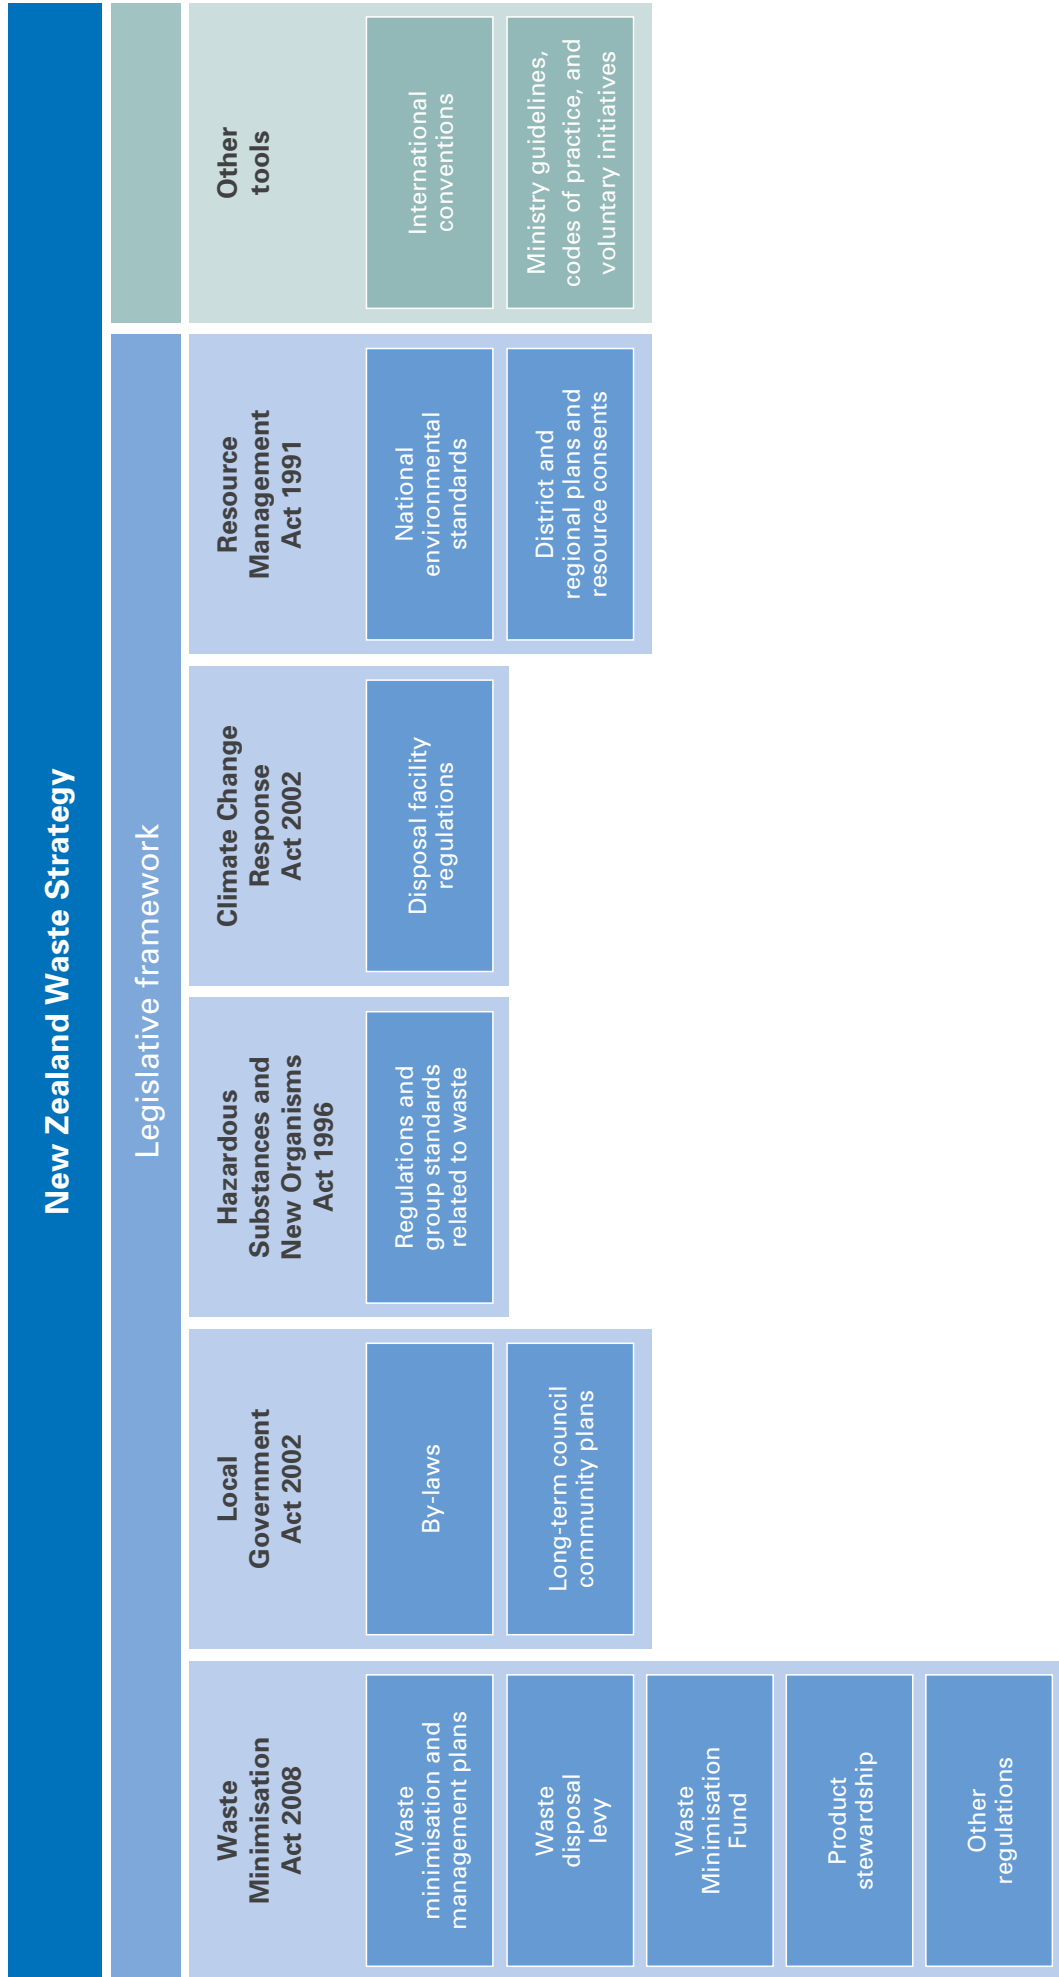 New Zealand Waste Strategy
Legislative framework
Waste
Minimisation
Act 2008
Waste
minimisation and
management plans
Waste
disposal
levy
Waste
Minimisation
Fund
Product
stewardship
Other
regulations
Local
Government
Act 2002
By-laws
Long-term council
community plans
Hazardous
Substances and
New Organisms
Act 1996
Regulations and
group standards
related to waste
Climate Change
Response
Act 2002
Disposal facility
regulations
Resource
Management
Act 1991
National
environmental
standards
District and
regional plans and
resource consents
Other
tools
International
conventions
Ministry guidelines,
codes of practice, and
voluntary initiatives